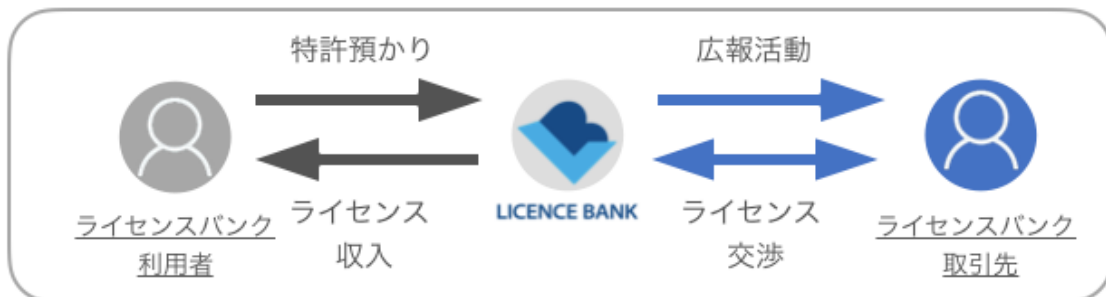 特許預かり
広報活動
LICENCE BANK
ライセンスバンク
利用者
ライセンス
収入
ライセンス
交渉
ライセンスバンク
取引先